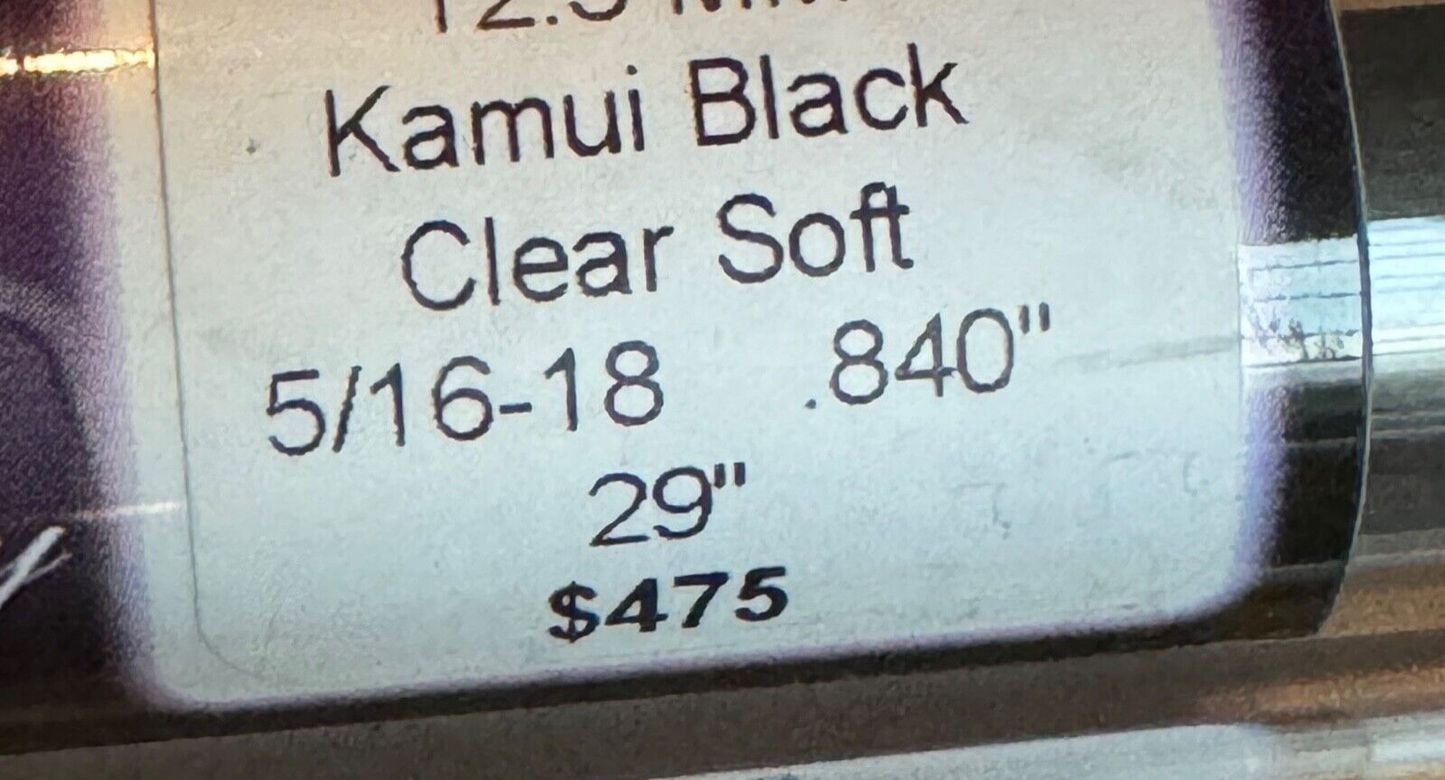 Kamui Black
Clear Soft
5/16-18 .840"
29"
$475